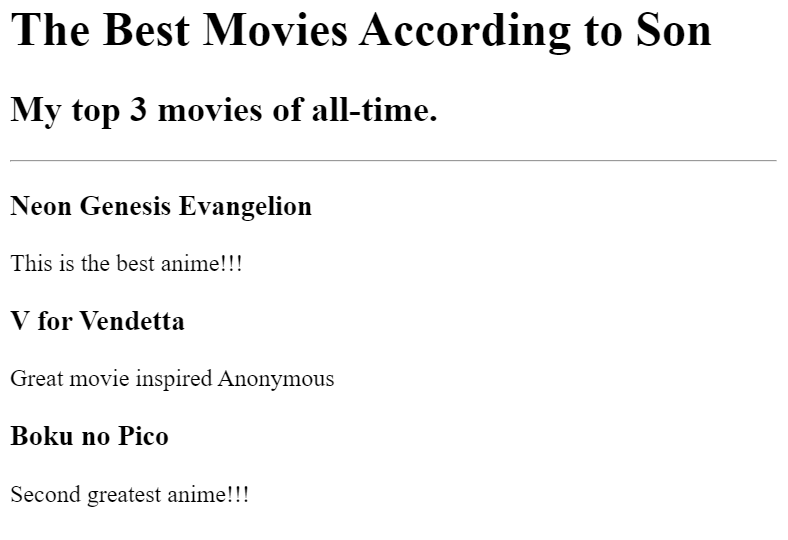 The Best Movies According to Son
My top 3 movies of all-time.
Neon Genesis Evangelion
This is the best anime!!!
V for Vendetta
Great movie inspired Anonymous
Boku no Pico
Second greatest anime!!!